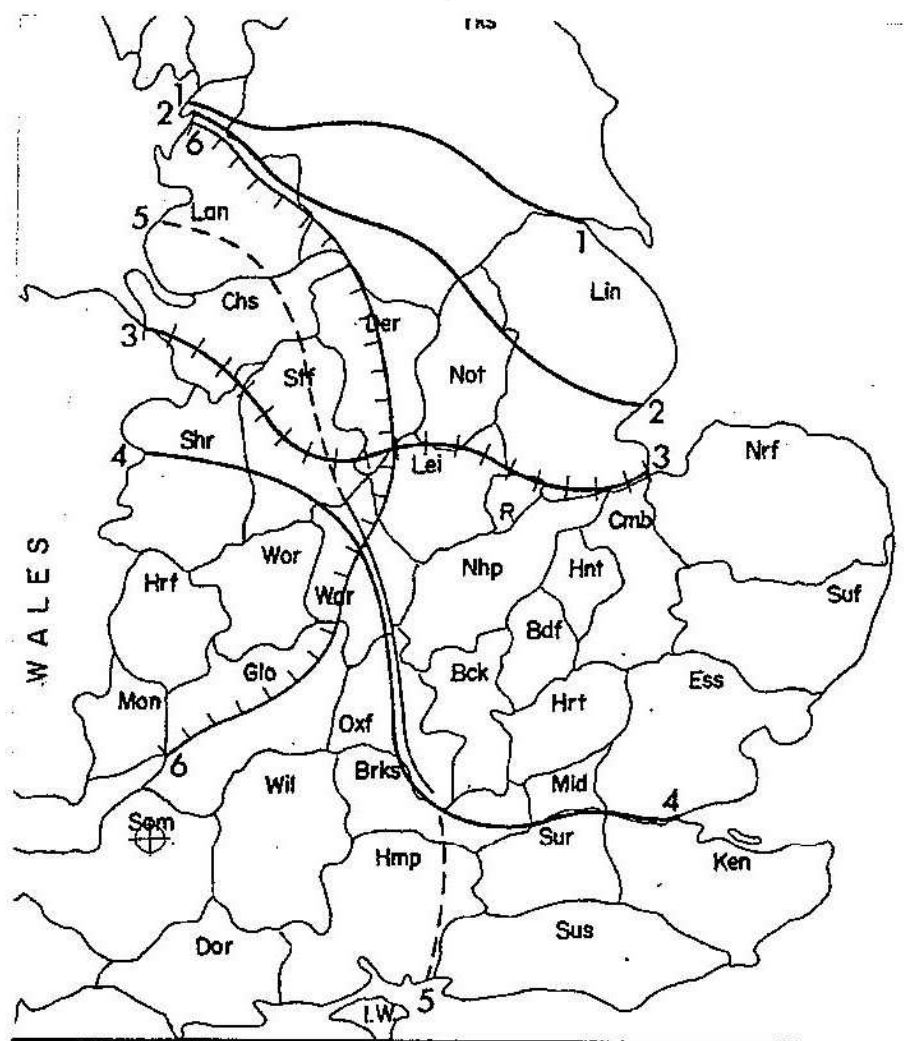 Yks
1
2
6
5
Lan
1
Lin
Chs
3
Der
Stf
Not
2
Shr
4
Lei
3
Nrf
R
Cmb
WALES
Wor
Hrf
War
Nhp
Hnt
Suf
Bdf
Glo
Bck
Mon
Ess
Hrt
Oxf
6
Brks
Wil
Mid
4
Som
Sur
Hmp
Ken
Dor
Sus
5
I.W